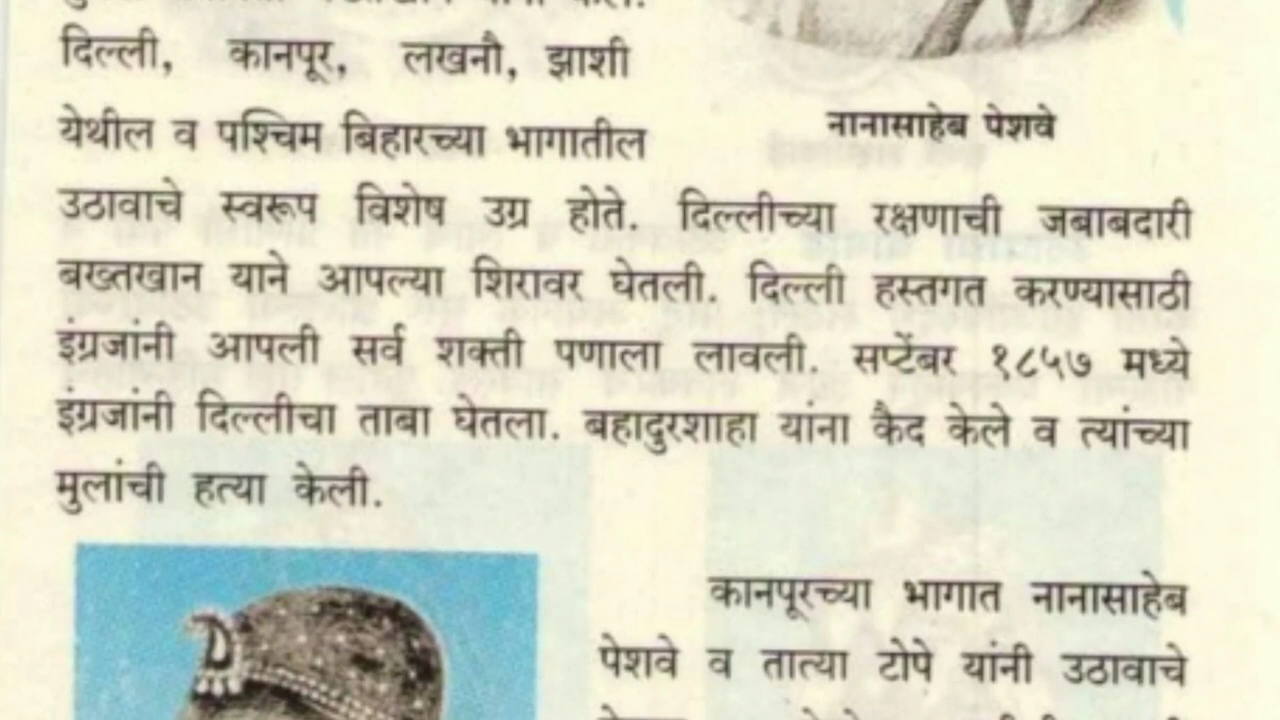 दिल्ली, कानपूर, लखनौ, झाशी
येथील व पश्चिम बिहारच्या भागातील
नानासाहेब पेशवे
उठावाचे स्वरूप विशेष उग्र होते. दिल्लीच्या रक्षणाची जबाबदारी
बख्तखान याने आपल्या शिरावर घेतली. दिल्ली हस्तगत करण्यासाठी
इंग्रजांनी आपली सर्व शक्ती पणाला लावली. सप्टेंबर १८५७ मध्ये
इंग्रजांनी दिल्लीचा ताबा घेतला. बहादुरशाहा यांना कैद केले व त्यांच्या
मुलांची हत्या केली.
कानपूरच्या भागात नानासाहेब
पेशवे व तात्या टोपे यांनी उठावाचे